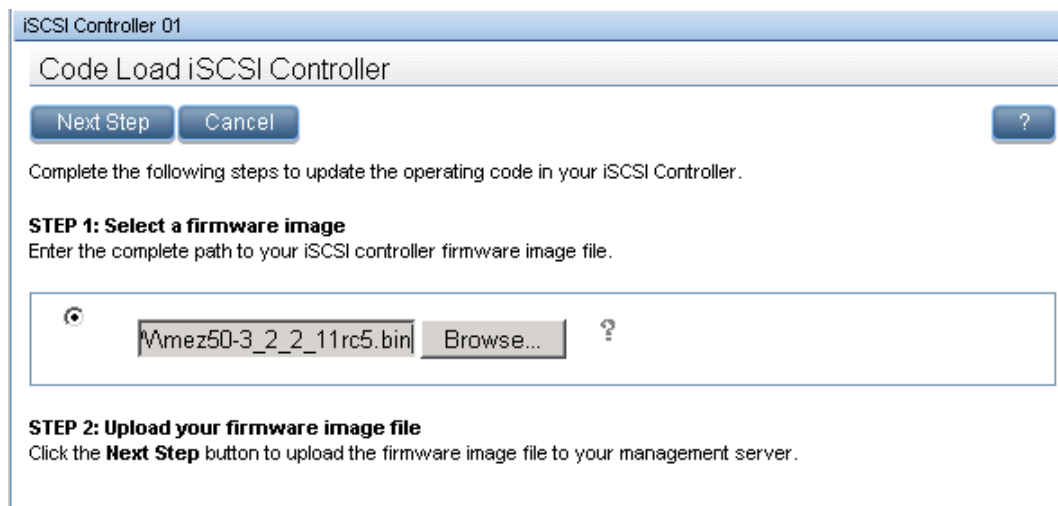 iSCSI Controller 01
Code Load iSCSI Controller
Next Step Cancel ?
Complete the following steps to update the operating code in your iSCSI Controller.
STEP 1: Select a firmware image
Enter the complete path to your iSCSI controller firmware image file.
\mez50-3_2_2_11rc5.bin Browse... ?
STEP 2: Upload your firmware image file
Click the Next Step button to upload the firmware image file to your management server.